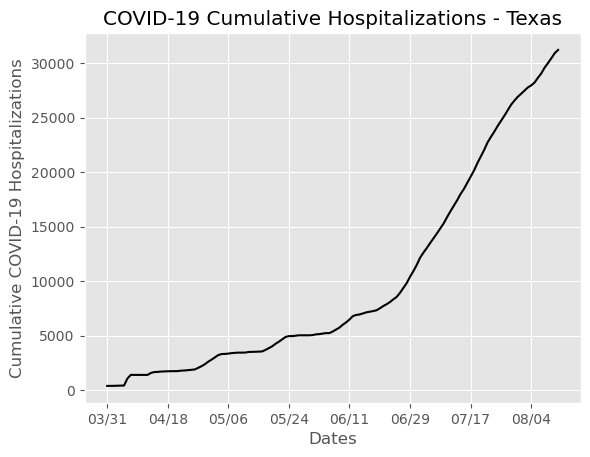 COVID-19 Cumulative Hospitalizations - Texas
Cumulative COVID-19 Hospitalizations
30000
25000
20000
15000
10000
5000
0
03/31 04/18 05/06 05/24 06/11 06/29 07/17 08/04
Dates